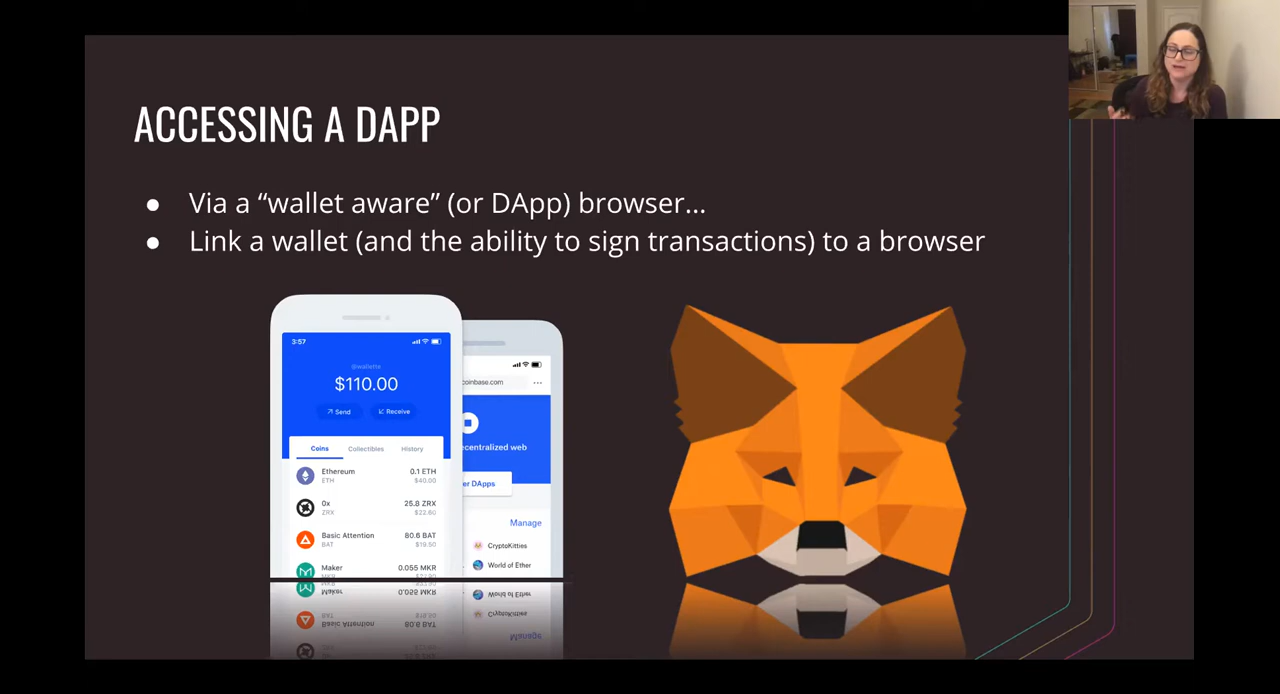 ACCESSING A DAPP
● Via a “wallet aware” (or DApp) browser...
● Link a wallet (and the ability to sign transactions) to a browser
3:57
@wallette
$110.00
Send Receive
Coins Collectibles History
Ethereum 0.1 ETH
ETH $40.00
0x 25.8 ZRX
ZRX $22.60
Basic Attention 80.6 BAT
BAT $19.50
Maker 0.055 MKR
coinbase.com
ecentralized web
er DApps
Manage
CryptoKitties
World of Ether